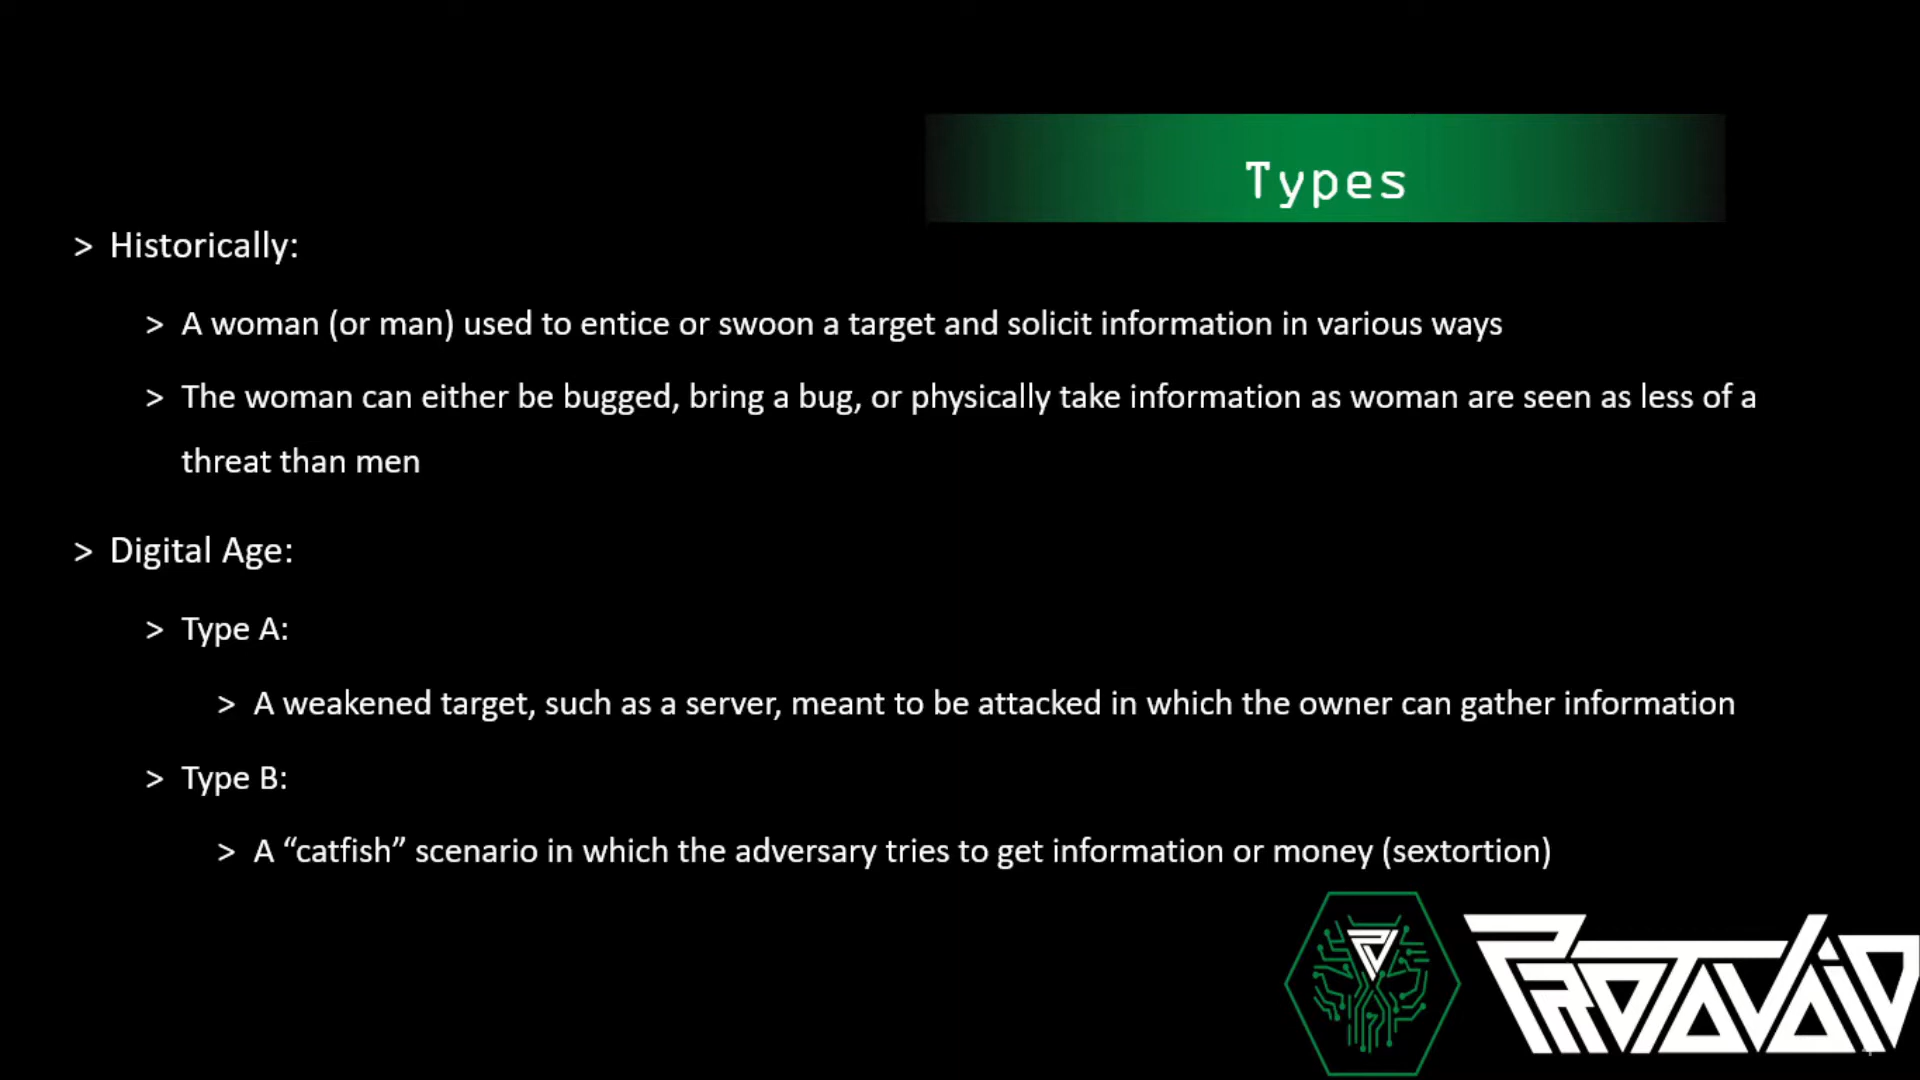 Types
> Historically:
> A woman (or man) used to entice or swoon a target and solicit information in various ways
> The woman can either be bugged, bring a bug, or physically take information as woman are seen as less of a
threat than men
> Digital Age:
> Type A:
> A weakened target, such as a server, meant to be attacked in which the owner can gather information
> Type B:
> A “catfish” scenario in which the adversary tries to get information or money (sextortion)
PROTOVOID